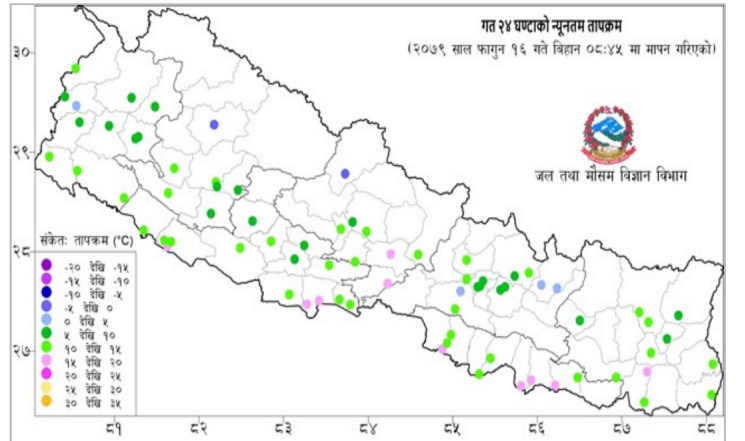 गत २४ घण्टाको न्यूनतम तापक्रम
(२०७९ साल फागुन १६ गते बिहान ०८:४५ मा मापन गरिएको)
३०
२९
जल तथा मौसम विज्ञान विभाग
२८
संकेत: तापक्रम (°C)
-२० देखि -१५
-१५ देखि -१०
-१० देखि -५
-५ देखि ०
० देखि ५
५ देखि १०
१० देखि १५
१५ देखि २०
२० देखि २५
२५ देखि ३०
३० देखि ३५
२७
८१ ८२ ८३ ८४ ८५ ८६ ८७ ८८